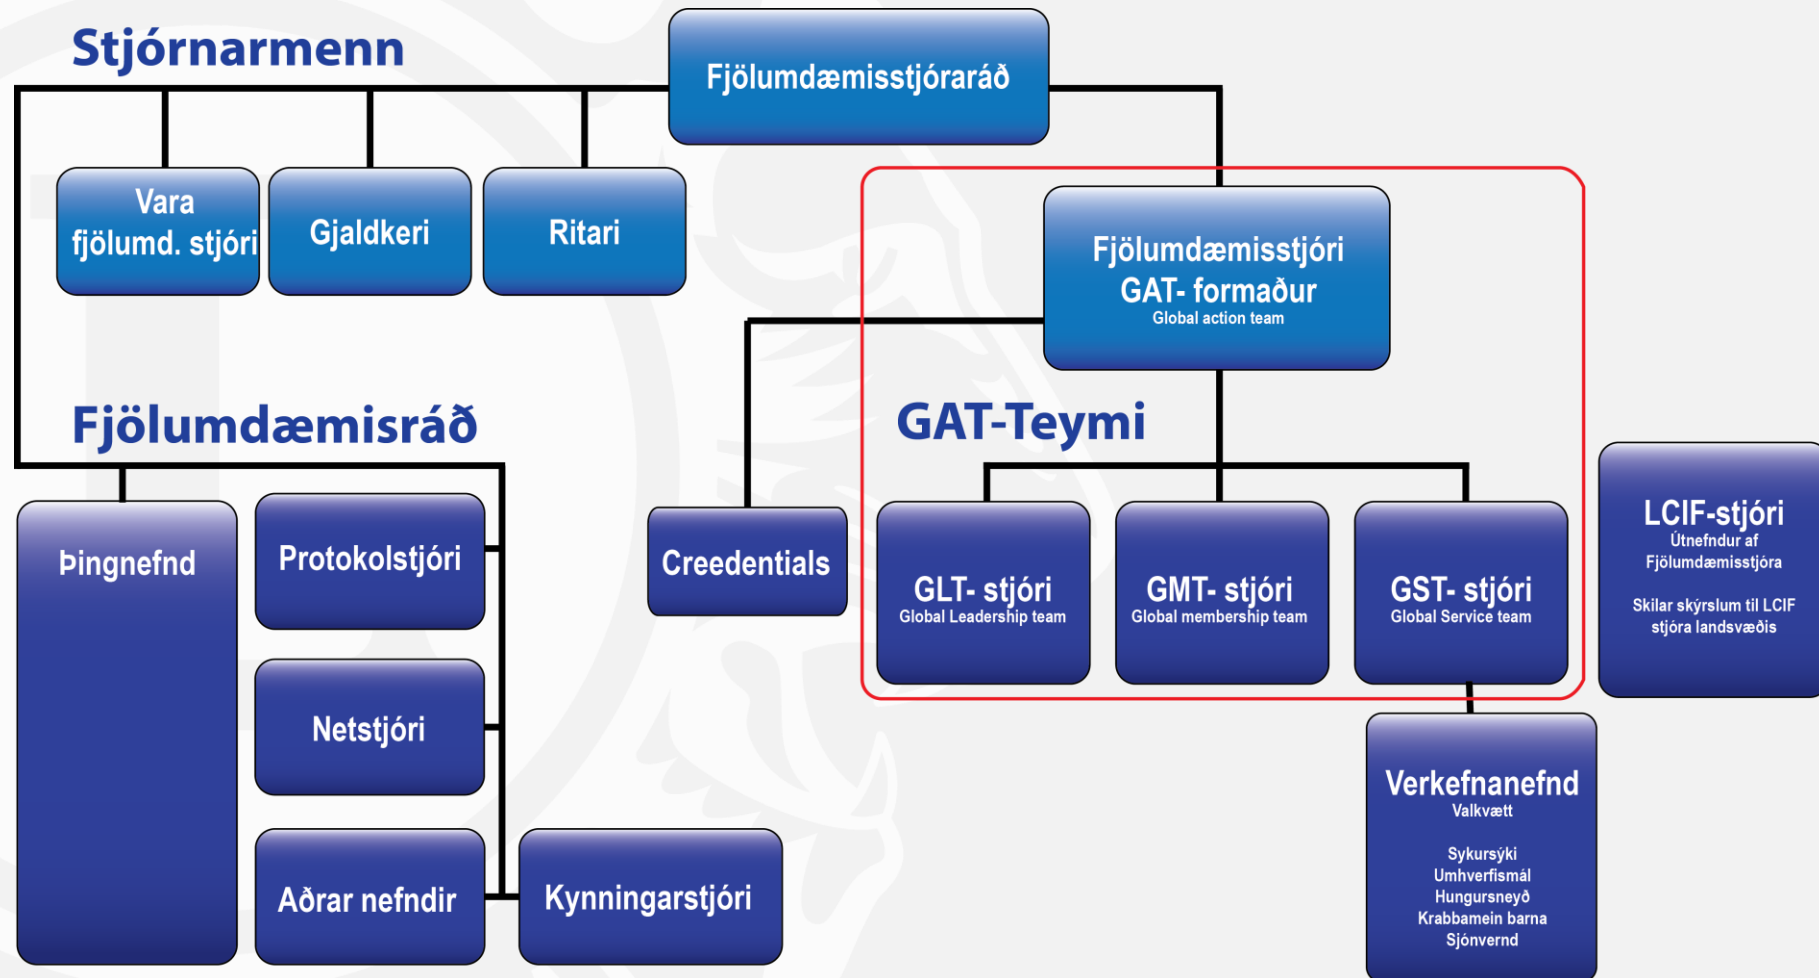 Stjórnarmenn
Fjölumdæmisstjóraráð
Vara
fjölumd. stjóri
Gjaldkeri
Ritari
Fjölumdæmisstjóri
GAT- formaður
Global action team
Fjölumdæmisráð
GAT-Teymi
Þingnefnd
Protokolstjóri
Netstjóri
Aðrar nefndir
Kynningarstjóri
Creedentials
GLT- stjóri
Global Leadership team
GMT- stjóri
Global membership team
GST- stjóri
Global Service team
LCIF-stjóri
Útnefndur af
Fjölumdæmisstjóra
Skilar skýrslum til LCIF
stjóra landsvæðis
Verkefnanefnd
Valkvætt
Sykursýki
Umhverfismál
Hungursneyð
Krabbamein barna
Sjónvernd